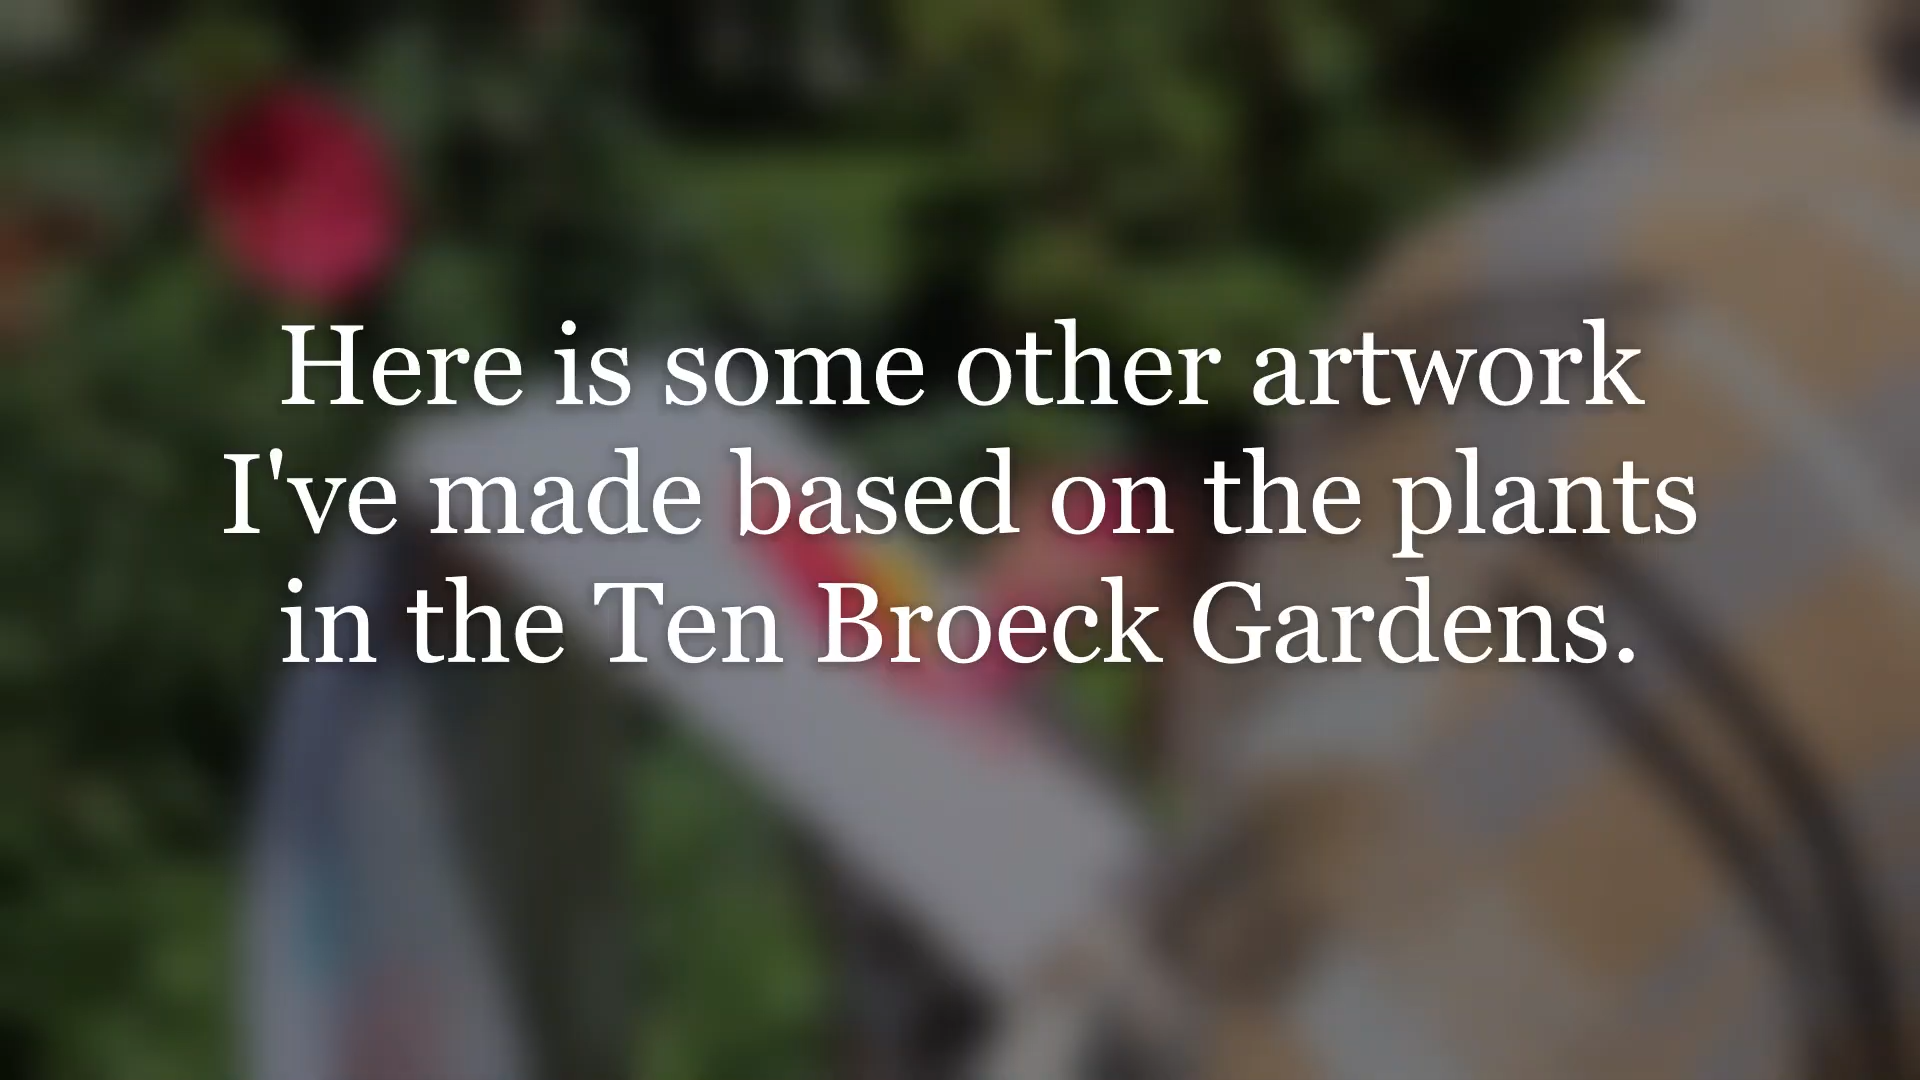 Here is some other artwork
I've made based on the plants
in the Ten Broeck Gardens.